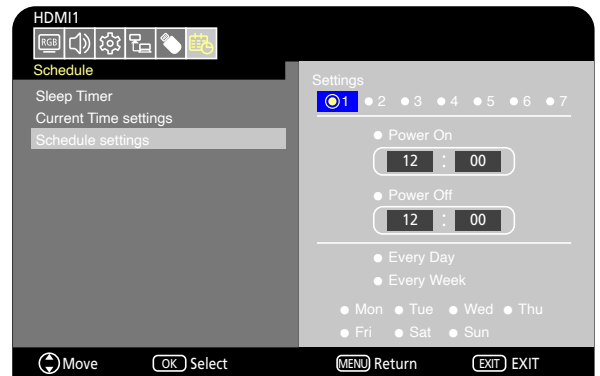 HDMI1
RGB
Schedule
Sleep Timer
Current Time settings
Schedule settings
Settings
1 2 3 4 5 6 7
Power On
12 : 00
Power Off
12 : 00
Every Day
Every Week
Mon Tue Wed Thu
Fri Sat Sun
Move OK Select MENU Return EXIT EXIT